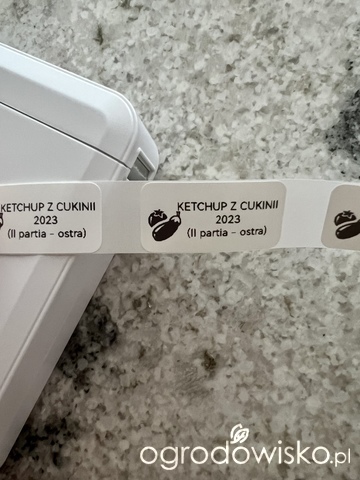 KETCHUP Z CUKINII
2023
(II partia – ostra)
KETCHUP Z CUKINII
2023
(II partia – ostra)
ogrodowisko.pl